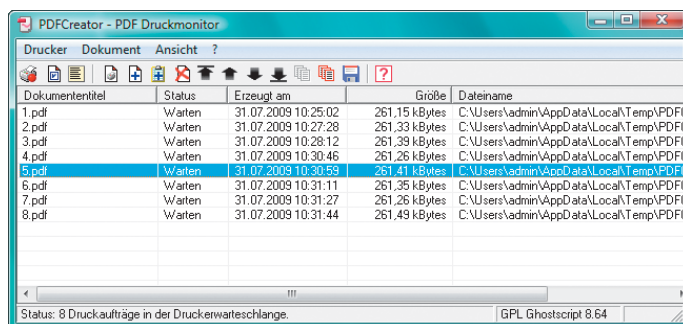 PDFCreator - PDF Druckmonitor
Drucker Dokument Ansicht ?
Dokumententitel Status Erzeugt am Größe Dateiname
1.pdf Warten 31.07.2009 10:25:02 261,15 kBytes C:\Users\admin\AppData\Local\Temp\PDF
2.pdf Warten 31.07.2009 10:27:28 261,33 kBytes C:\Users\admin\AppData\Local\Temp\PDF
3.pdf Warten 31.07.2009 10:28:12 261,39 kBytes C:\Users\admin\AppData\Local\Temp\PDF
4.pdf Warten 31.07.2009 10:30:46 261,26 kBytes C:\Users\admin\AppData\Local\Temp\PDF
5.pdf Warten 31.07.2009 10:30:59 261,41 kBytes C:\Users\admin\AppData\Local\Temp\PDF
6.pdf Warten 31.07.2009 10:31:11 261,35 kBytes C:\Users\admin\AppData\Local\Temp\PDF
7.pdf Warten 31.07.2009 10:31:27 261,26 kBytes C:\Users\admin\AppData\Local\Temp\PDF
8.pdf Warten 31.07.2009 10:31:44 261,49 kBytes C:\Users\admin\AppData\Local\Temp\PDF
Status: 8 Druckaufträge in der Druckerwarteschlange. GPL Ghostscript 8.64